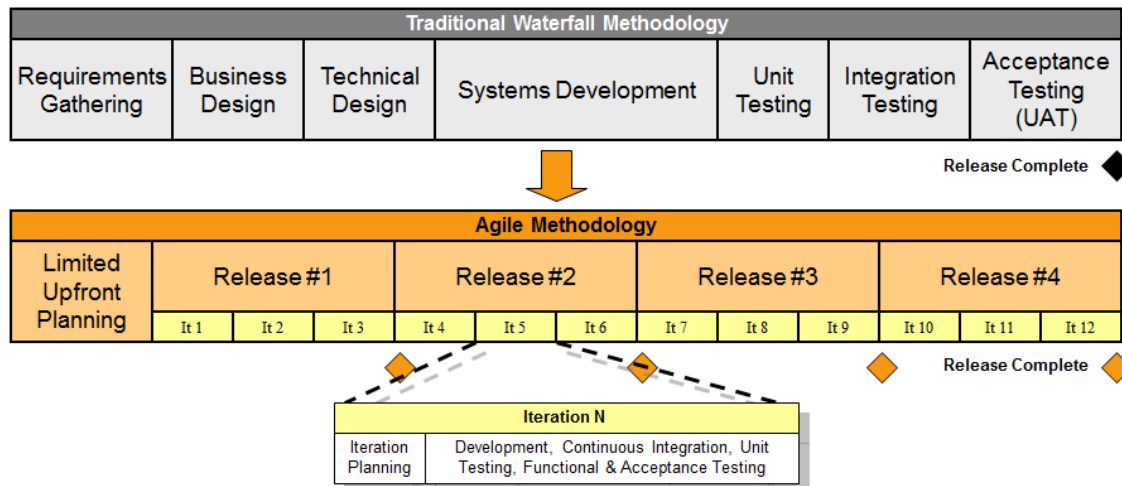 Traditional Waterfall Methodology
Requirements
Gathering
Business
Design
Technical
Design
Systems Development
Unit
Testing
Integration
Testing
Acceptance
Testing
(UAT)
Release Complete
Agile Methodology
Limited
Upfront
Planning
Release #1
Release #2
Release #3
Release #4
It 1
It 2
It 3
It 4
It 5
It 6
It 7
It 8
It 9
It 10
It 11
It 12
Release Complete
Iteration N
Iteration
Planning
Development, Continuous Integration, Unit
Testing, Functional & Acceptance Testing